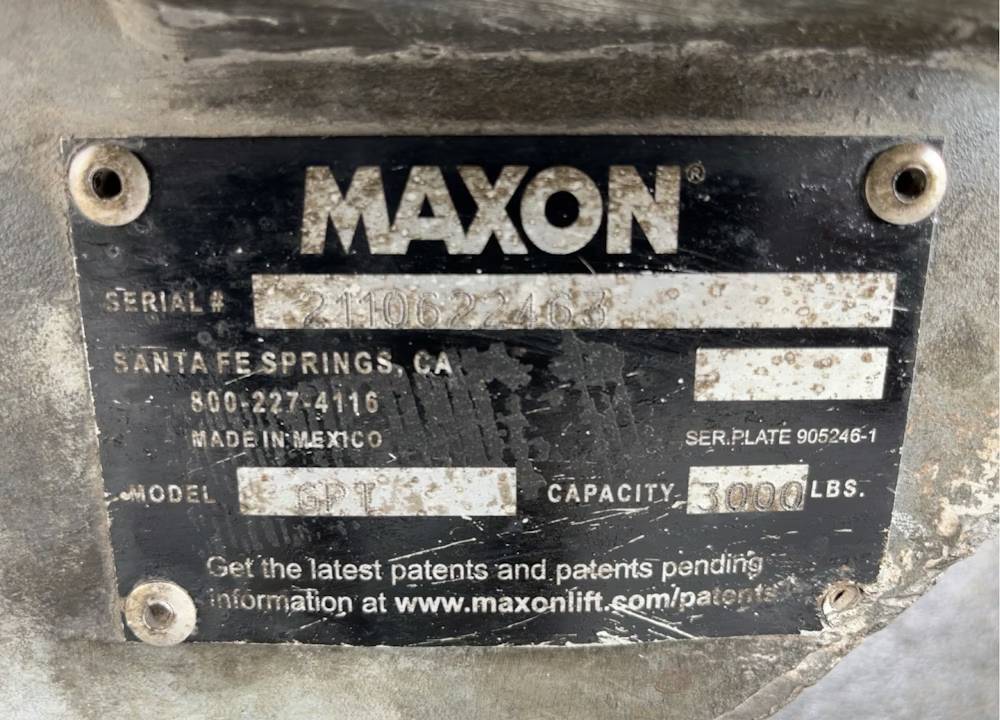 MAXON®
SERIAL # 2110622463
SANTA FE SPRINGS, CA
800-227-4116
MADE IN MEXICO
SER.PLATE 905246-1
MODEL GPT CAPACITY 3000 LBS.
Get the latest patents and patents pending
information at www.maxonlift.com/patents